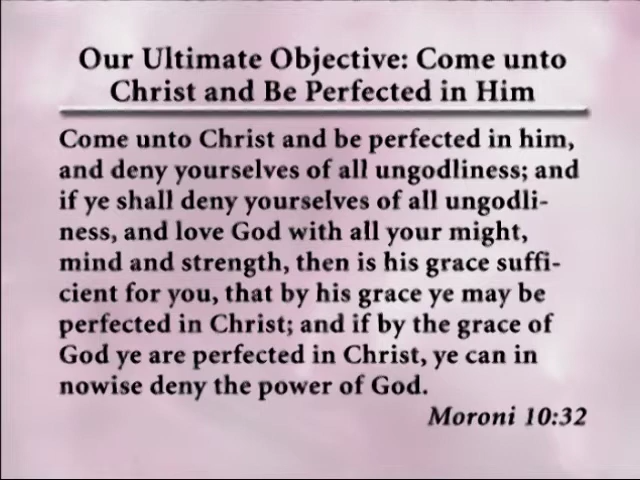 Our Ultimate Objective: Come unto
Christ and Be Perfected in Him
Come unto Christ and be perfected in him,
and deny yourselves of all ungodliness; and
if ye shall deny yourselves of all ungodli-
ness, and love God with all your might,
mind and strength, then is his grace suffi-
cient for you, that by his grace ye may be
perfected in Christ; and if by the grace of
God ye are perfected in Christ, ye can in
nowise deny the power of God.
Moroni 10:32